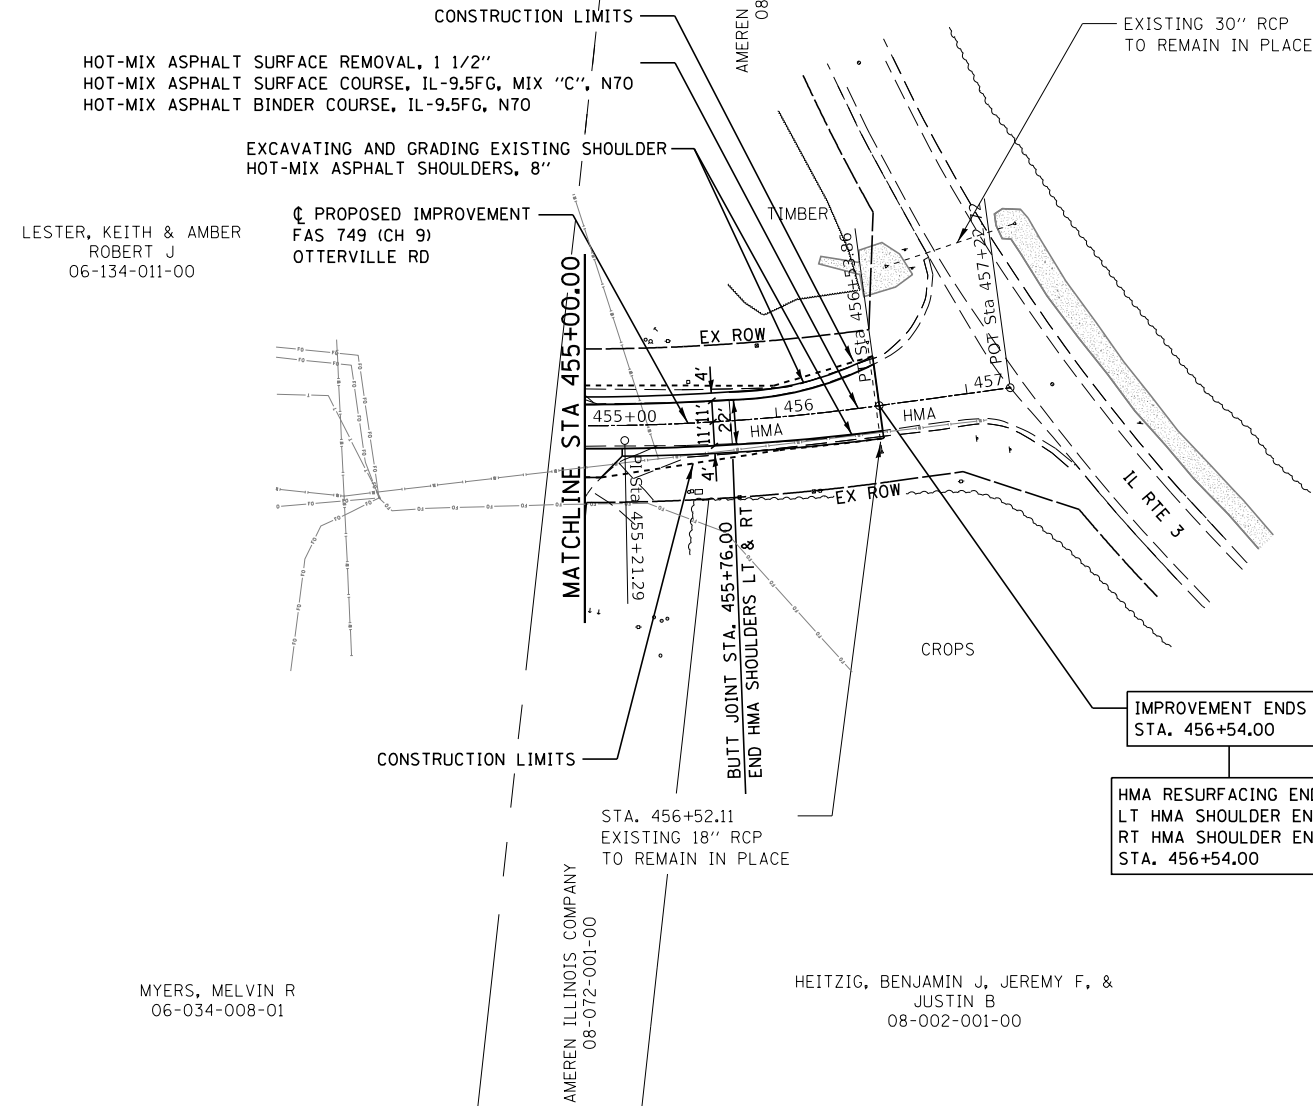 CONSTRUCTION LIMITS
AMEREN
08
EXISTING 30" RCP
TO REMAIN IN PLACE
HOT-MIX ASPHALT SURFACE REMOVAL, 1 1/2"
HOT-MIX ASPHALT SURFACE COURSE, IL-9.5FG, MIX "C", N70
HOT-MIX ASPHALT BINDER COURSE, IL-9.5FG, N70
EXCAVATING AND GRADING EXISTING SHOULDER
HOT-MIX ASPHALT SHOULDERS, 8"
℄ PROPOSED IMPROVEMENT
FAS 749 (CH 9)
OTTERVILLE RD
LESTER, KEITH & AMBER
ROBERT J
06-134-011-00
TIMBER
MATCHLINE STA 455+00.00
EX ROW
Sta 456+53.86
POT Sta 457+22
4'
11'
11'
22'
4'
455+00
456
457
HMA
HMA
PI Sta 455+21.29
EX ROW
IL RTE 3
BUTT JOINT STA. 455+76.00
END HMA SHOULDERS LT & RT
CROPS
IMPROVEMENT ENDS
STA. 456+54.00
CONSTRUCTION LIMITS
HMA RESURFACING EN
LT HMA SHOULDER EN
RT HMA SHOULDER EN
STA. 456+54.00
STA. 456+52.11
EXISTING 18" RCP
TO REMAIN IN PLACE
AMEREN ILLINOIS COMPANY
08-072-001-00
MYERS, MELVIN R
06-034-008-01
HEITZIG, BENJAMIN J, JEREMY F, &
JUSTIN B
08-002-001-00